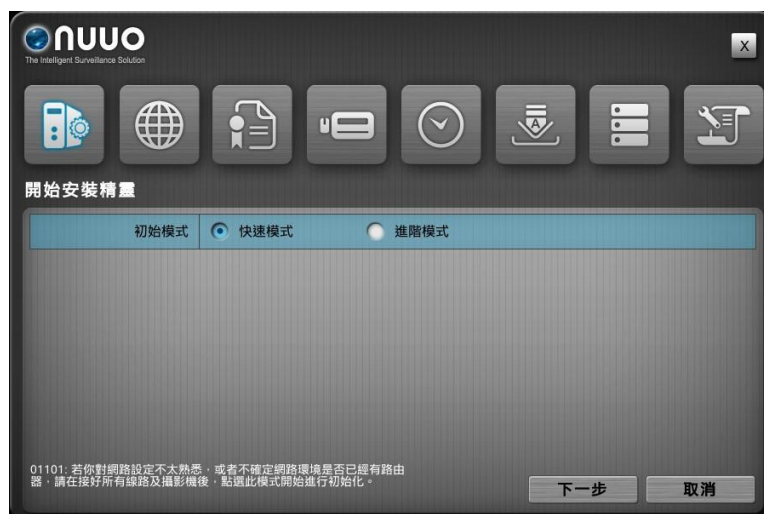 nuuo
The Intelligent Surveillance Solution
X
A
開始安裝精靈
初始模式 快速模式 進階模式
01101: 若你對網路設定不太熟悉，或者不確定網路環境是否已經有路由
器，請在接好所有線路及攝影機後，點選此模式開始進行初始化。
下一步 取消